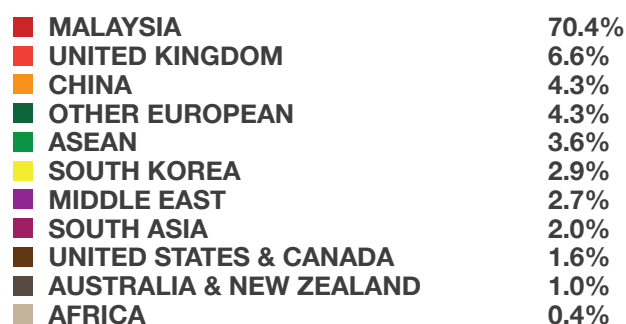 MALAYSIA 70.4%
UNITED KINGDOM 6.6%
CHINA 4.3%
OTHER EUROPEAN 4.3%
ASEAN 3.6%
SOUTH KOREA 2.9%
MIDDLE EAST 2.7%
SOUTH ASIA 2.0%
UNITED STATES & CANADA 1.6%
AUSTRALIA & NEW ZEALAND 1.0%
AFRICA 0.4%